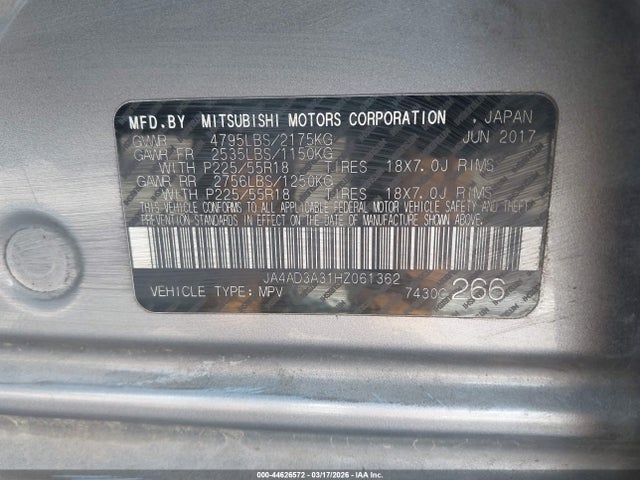 MFD.BY MITSUBISHI MOTORS CORPORATION , JAPAN
GVWR 4795LBS/2175KG JUN 2017
GAWR FR 2535LBS/1150KG
WITH P225/55R18 TIRES 18X7.0J RIMS
GAWR RR 2756LBS/1250KG
WITH P225/55R18 TIRES 18X7.0J RIMS
THIS VEHICLE CONFORMS TO ALL APPLICABLE FEDERAL MOTOR VEHICLE SAFETY AND THEFT
PREVENTION STANDARDS IN EFFECT ON THE DATE OF MANUFACTURE SHOWN ABOVE.
JA4AD3A31HZ061362
VEHICLE TYPE: MPV 7430C266
000-44626572 - 03/17/2026 - ©Copyright IAA Inc.